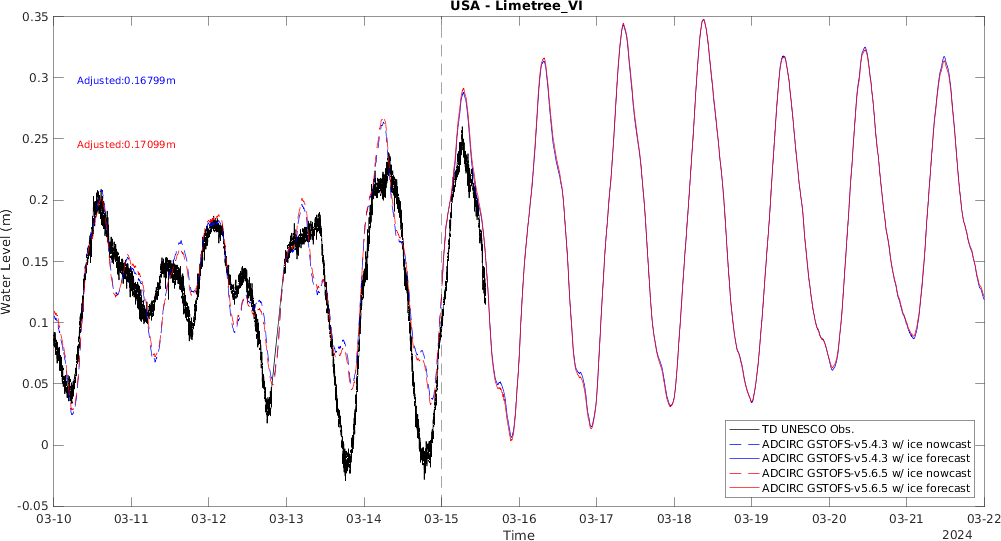 USA - Limetree_VI
0.35
0.3
0.25
0.2
0.15
0.1
0.05
0
-0.05
Water Level (m)
Adjusted:0.16799m
Adjusted:0.17099m
TD UNESCO Obs.
ADCIRC GSTOFS-v5.4.3 w/ ice nowcast
ADCIRC GSTOFS-v5.4.3 w/ ice forecast
ADCIRC GSTOFS-v5.6.5 w/ ice nowcast
ADCIRC GSTOFS-v5.6.5 w/ ice forecast
03-10 03-11 03-12 03-13 03-14 03-15 03-16 03-17 03-18 03-19 03-20 03-21 03-22
Time
2024